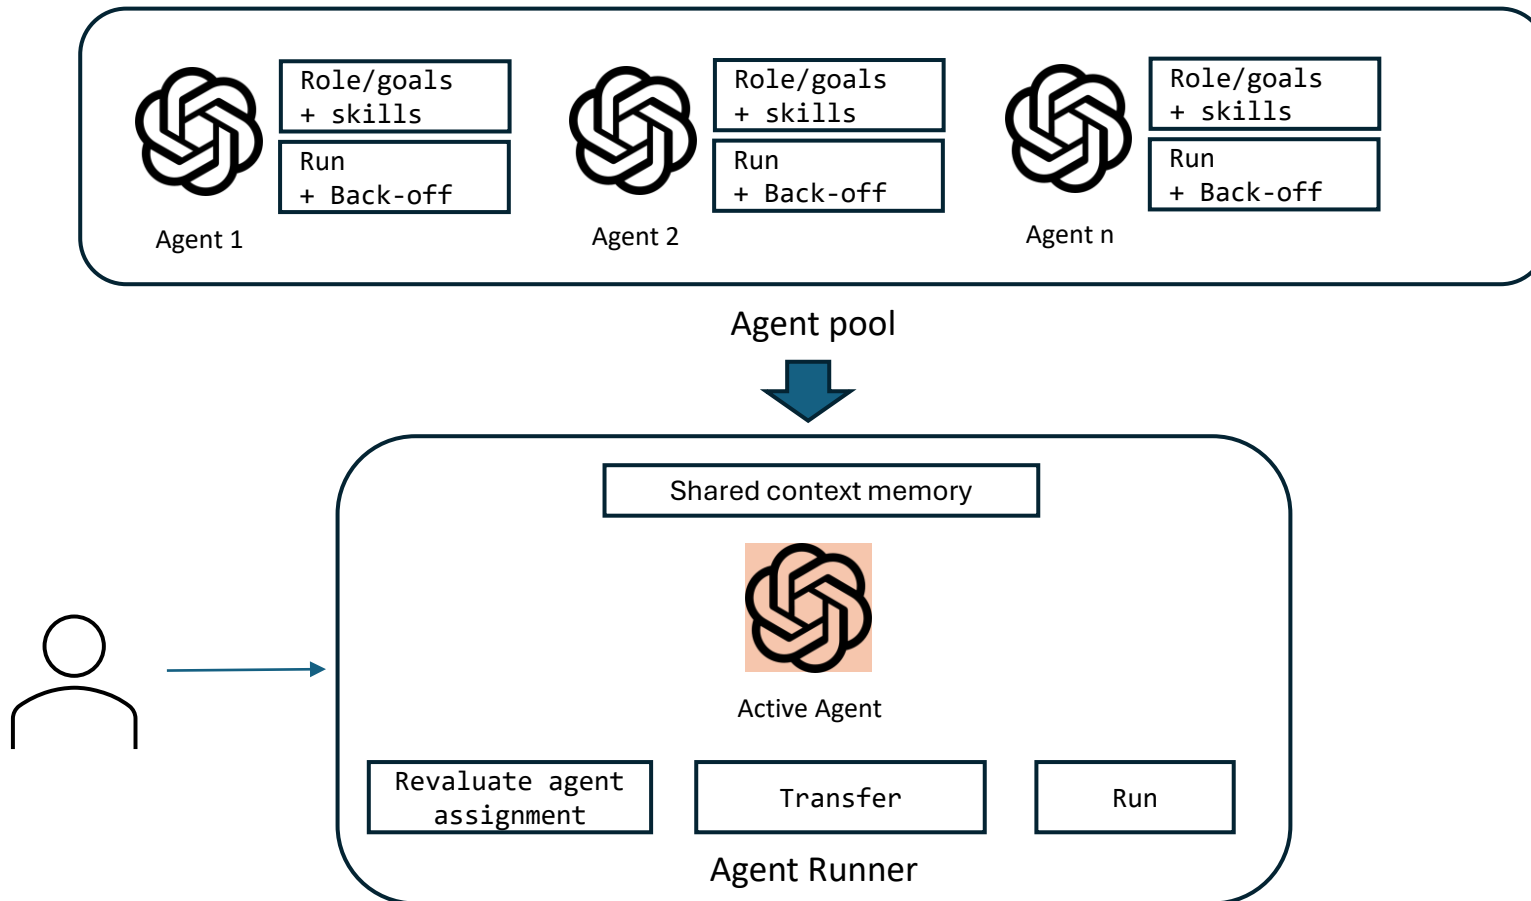 Role/goals
+ skills
Run
+ Back-off
Agent 1
Role/goals
+ skills
Run
+ Back-off
Agent 2
Role/goals
+ skills
Run
+ Back-off
Agent n
Agent pool
Shared context memory
Active Agent
Revaluate agent
assignment
Transfer
Run
Agent Runner